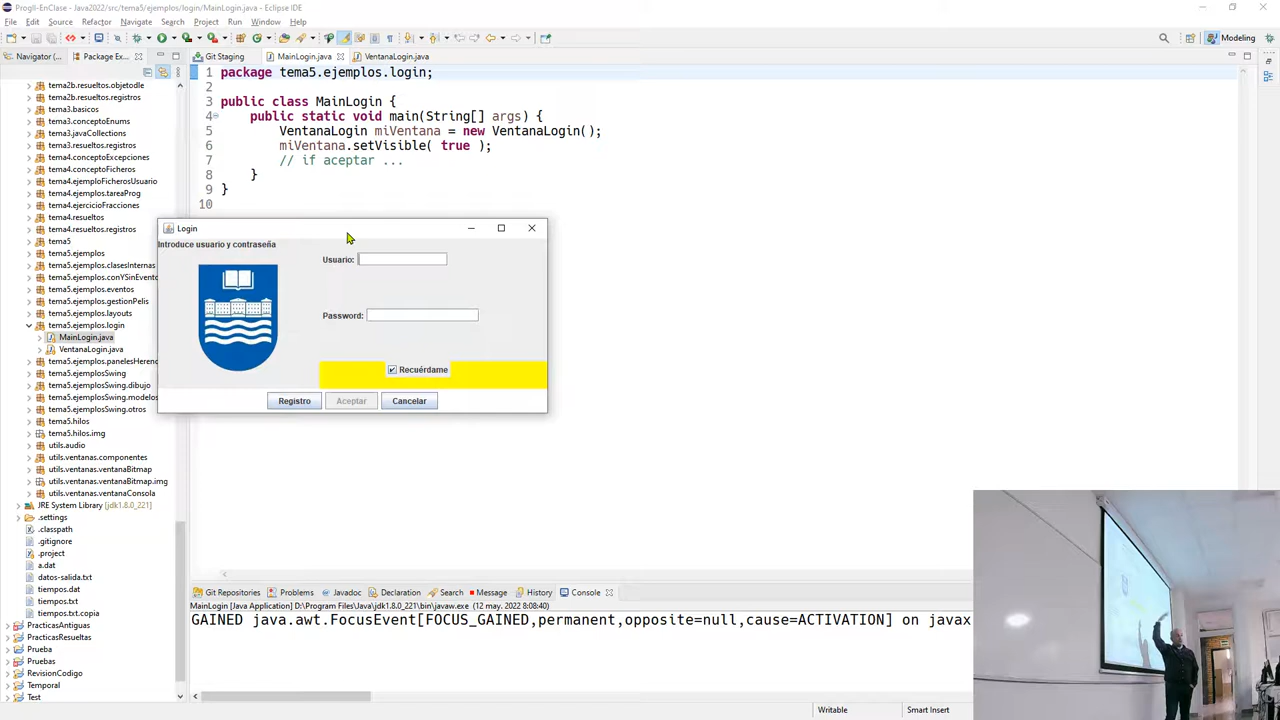 ProgII-EnClase - Java2022/src/tema5/ejemplos/login/MainLogin.java - Eclipse IDE
File Edit Source Refactor Navigate Search Project Run Window Help
Modeling
Navigator ( Package Ex... Git Staging MainLogin.java VentanaLogin.java
tema2b.resueltos.objetodle
tema2b.resueltos.registros
tema3.basicos
tema3.conceptoEnums
tema3.javaCollections
tema3.resueltos.registros
tema4.conceptoExcepciones
tema4.conceptoFicheros
tema4.ejemploFicherosUsuario
tema4.ejemplos.tareaProg
tema4.ejercicioFracciones
tema4.resueltos
tema4.resueltos.registros
tema5
tema5.ejemplos
tema5.ejemplos.clasesInternas
tema5.ejemplos.conYSinEvento
tema5.ejemplos.eventos
tema5.ejemplos.gestionPelis
tema5.ejemplos.layouts
tema5.ejemplos.login
MainLogin.java
VentanaLogin.java
tema5.ejemplos.panelesHerenc
tema5.ejemplosSwing
tema5.ejemplosSwing.dibujo
tema5.ejemplosSwing.modelos
tema5.ejemplosSwing.otros
tema5.hilos
tema5.hilos.img
utils.audio
utils.ventanas.componentes
utils.ventanas.ventanaBitmap
utils.ventanas.ventanaBitmap.img
utils.ventanas.ventanaConsola
JRE System Library [jdk1.8.0_221]
.settings
.classpath
.gitignore
.project
a.dat
datos-salida.txt
tiempos.dat
tiempos.txt
tiempos.txt.copia
PracticasAntiguas
PracticasResueltas
Prueba
Pruebas
RevisionCodigo
Temporal
Test
1 package tema5.ejemplos.login;
2
3 public class MainLogin {
4 public static void main(String[] args) {
5 VentanaLogin miVentana = new VentanaLogin();
6 miVentana.setVisible( true );
7 // if aceptar ...
8 }
9 }
10
Login
Introduce usuario y contraseña
Usuario:
Password:
Recuérdame
Registro Aceptar Cancelar
Git Repositories Problems Javadoc Declaration Search Message History Console
MainLogin [Java Application] D:\Program Files\Java\jdk1.8.0_221\bin\javaw.exe (12 may. 2022 8:08:40)
GAINED java.awt.FocusEvent[FOCUS_GAINED,permanent,opposite=null,cause=ACTIVATION] on javax
Writable Smart Insert